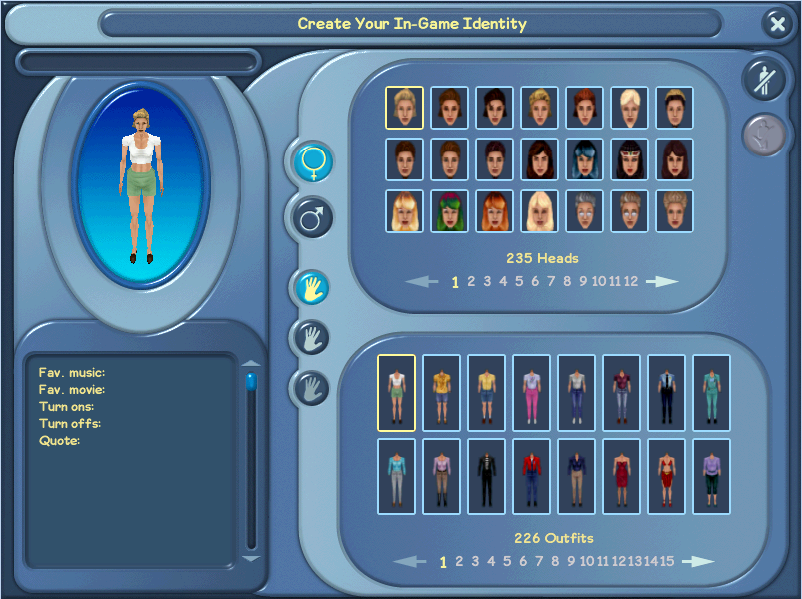 Create Your In-Game Identity
235 Heads
1 2 3 4 5 6 7 8 9 10 11 12
Fav. music:
Fav. movie:
Turn ons:
Turn offs:
Quote:
226 Outfits
1 2 3 4 5 6 7 8 9 10 11 12 13 14 15